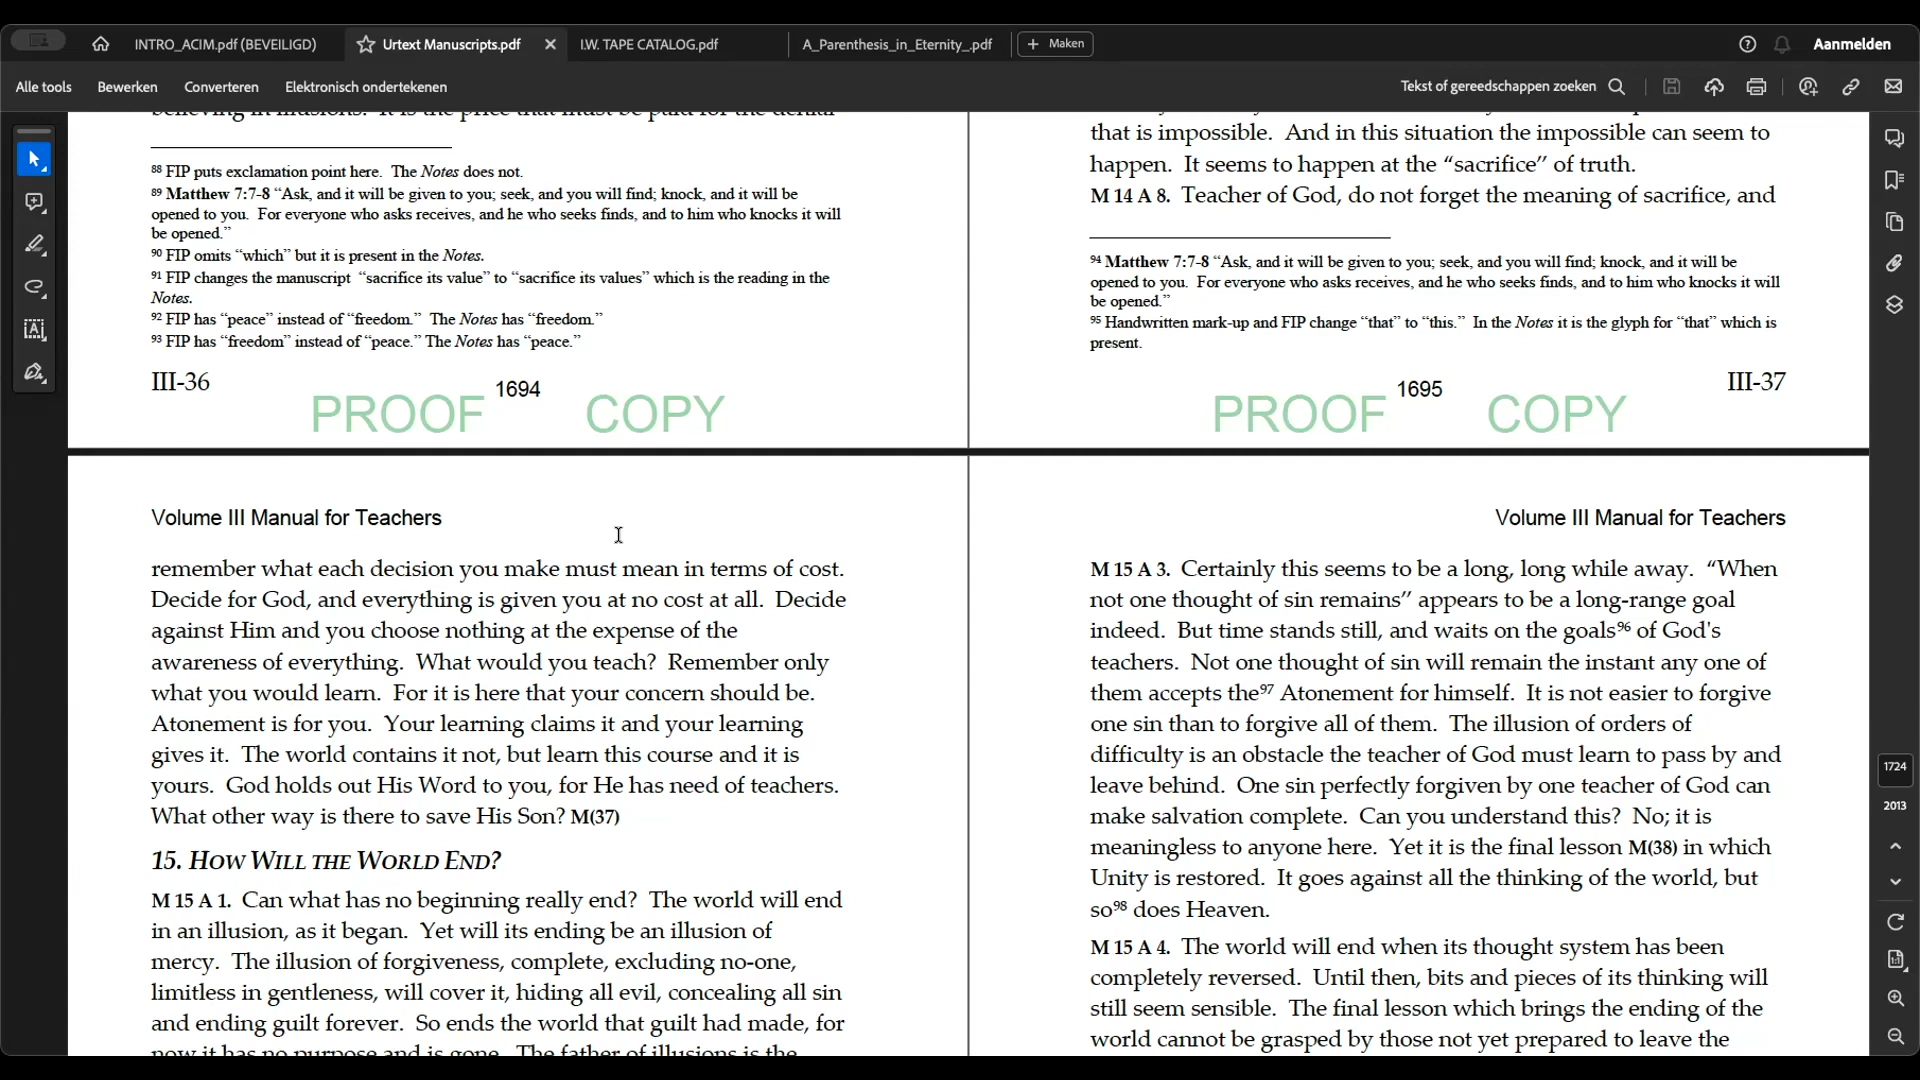 INTRO_ACIM.pdf (BEVEILIGD)
Urtext Manuscripts.pdf
I.W. TAPE CATALOG.pdf
A_Parenthesis_in_Eternity_.pdf
Maken
Aanmelden
Alle tools
Bewerken
Converteren
Elektronisch ondertekenen
Tekst of gereedschappen zoeken
believing in illusions. It is the price that must be paid for the denial
88 FIP puts exclamation point here. The Notes does not.
89 Matthew 7:7-8 “Ask, and it will be given to you; seek, and you will find; knock, and it will be
opened to you. For everyone who asks receives, and he who seeks finds, and to him who knocks it will
be opened.”
90 FIP omits “which” but it is present in the Notes.
91 FIP changes the manuscript “sacrifice its value” to “sacrifice its values” which is the reading in the
Notes.
92 FIP has “peace” instead of “freedom.” The Notes has “freedom.”
93 FIP has “freedom” instead of “peace.” The Notes has “peace.”
III-36
1694
PROOF COPY
that is impossible. And in this situation the impossible can seem to
happen. It seems to happen at the “sacrifice” of truth.
M 14 A 8. Teacher of God, do not forget the meaning of sacrifice, and
94 Matthew 7:7-8 “Ask, and it will be given to you; seek, and you will find; knock, and it will be
opened to you. For everyone who asks receives, and he who seeks finds, and to him who knocks it will
be opened.”
95 Handwritten mark-up and FIP change “that” to “this.” In the Notes it is the glyph for “that” which is
present.
III-37
1695
PROOF COPY
Volume III Manual for Teachers
remember what each decision you make must mean in terms of cost.
Decide for God, and everything is given you at no cost at all. Decide
against Him and you choose nothing at the expense of the
awareness of everything. What would you teach? Remember only
what you would learn. For it is here that your concern should be.
Atonement is for you. Your learning claims it and your learning
gives it. The world contains it not, but learn this course and it is
yours. God holds out His Word to you, for He has need of teachers.
What other way is there to save His Son? M(37)
15. HOW WILL THE WORLD END?
M 15 A 1. Can what has no beginning really end? The world will end
in an illusion, as it began. Yet will its ending be an illusion of
mercy. The illusion of forgiveness, complete, excluding no-one,
limitless in gentleness, will cover it, hiding all evil, concealing all sin
and ending guilt forever. So ends the world that guilt had made, for
now it has no purpose and is gone. The father of illusions is the
Volume III Manual for Teachers
M 15 A 3. Certainly this seems to be a long, long while away. “When
not one thought of sin remains” appears to be a long-range goal
indeed. But time stands still, and waits on the goals96 of God's
teachers. Not one thought of sin will remain the instant any one of
them accepts the97 Atonement for himself. It is not easier to forgive
one sin than to forgive all of them. The illusion of orders of
difficulty is an obstacle the teacher of God must learn to pass by and
leave behind. One sin perfectly forgiven by one teacher of God can
make salvation complete. Can you understand this? No; it is
meaningless to anyone here. Yet it is the final lesson M(38) in which
Unity is restored. It goes against all the thinking of the world, but
so98 does Heaven.
M 15 A 4. The world will end when its thought system has been
completely reversed. Until then, bits and pieces of its thinking will
still seem sensible. The final lesson which brings the ending of the
world cannot be grasped by those not yet prepared to leave the
1724
2013